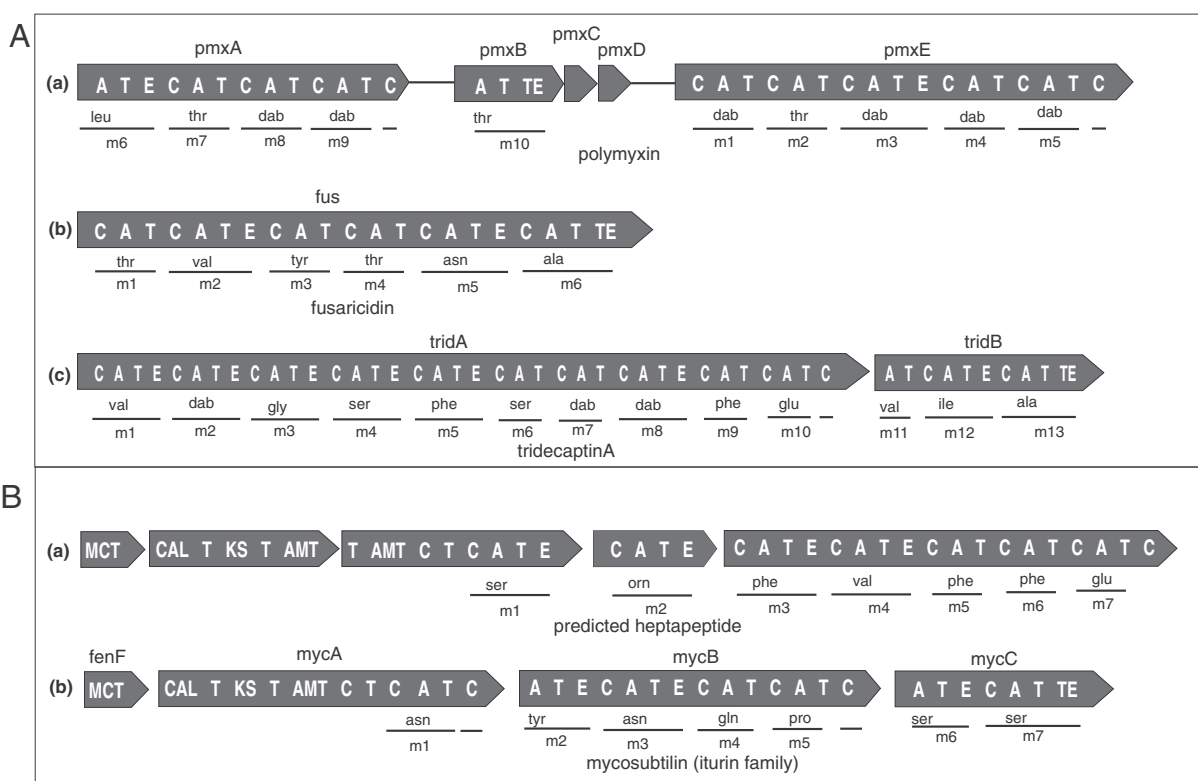 A
pmxA pmxB pmxC pmxD pmxE
(a) A T E C A T C A T C A T C A T TE C A T C A T C A T E C A T C A T C
leu thr dab dab thr dab thr dab dab dab
m6 m7 m8 m9 m10 m1 m2 m3 m4 m5
polymyxin
fus
(b) C A T C A T E C A T C A T C A T E C A T TE
thr val tyr thr asn ala
m1 m2 m3 m4 m5 m6
fusaricidin
tridA tridB
(c) C A T E C A T E C A T E C A T E C A T E C A T C A T C A T E C A T C A T C A T C A T E C A T TE
val dab gly ser phe ser dab dab phe glu val ile ala
m1 m2 m3 m4 m5 m6 m7 m8 m9 m10 m11 m12 m13
tridecaptinA
B
(a) MCT CAL T KS T AMT T AMT C T C A T E C A T E C A T E C A T E C A T C A T C A T C
ser orn phe val phe phe glu
m1 m2 m3 m4 m5 m6 m7
predicted heptapeptide
fenF mycA mycB mycC
(b) MCT CAL T KS T AMT C T C A T C A T E C A T E C A T C A T C A T E C A T TE
asn tyr asn gln pro ser ser
m1 m2 m3 m4 m5 m6 m7
mycosubtilin (iturin family)